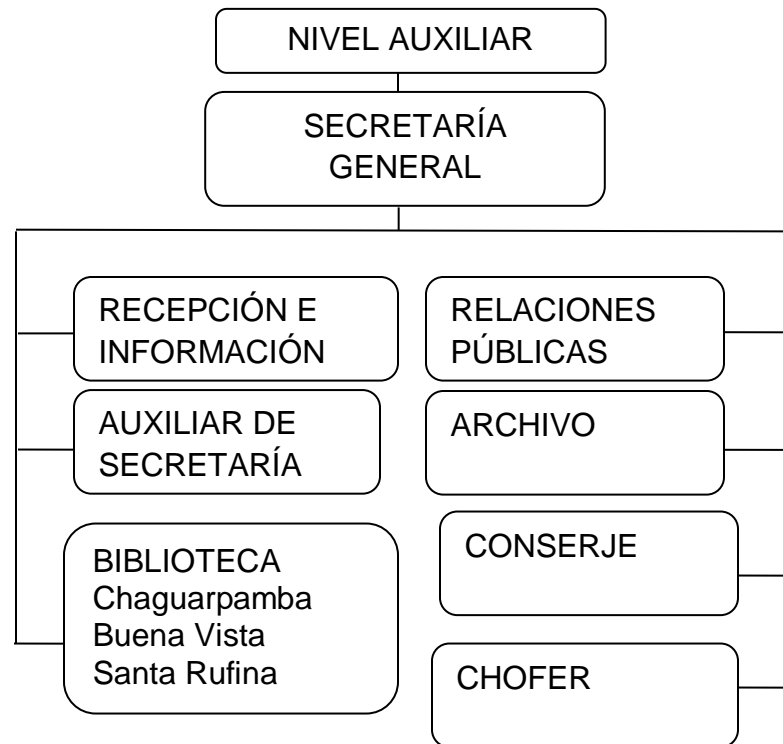 NIVEL AUXILIAR
SECRETARÍA
GENERAL
RECEPCIÓN E
INFORMACIÓN
RELACIONES
PÚBLICAS
AUXILIAR DE
SECRETARÍA
ARCHIVO
BIBLIOTECA
Chaguarpamba
Buena Vista
Santa Rufina
CONSERJE
CHOFER